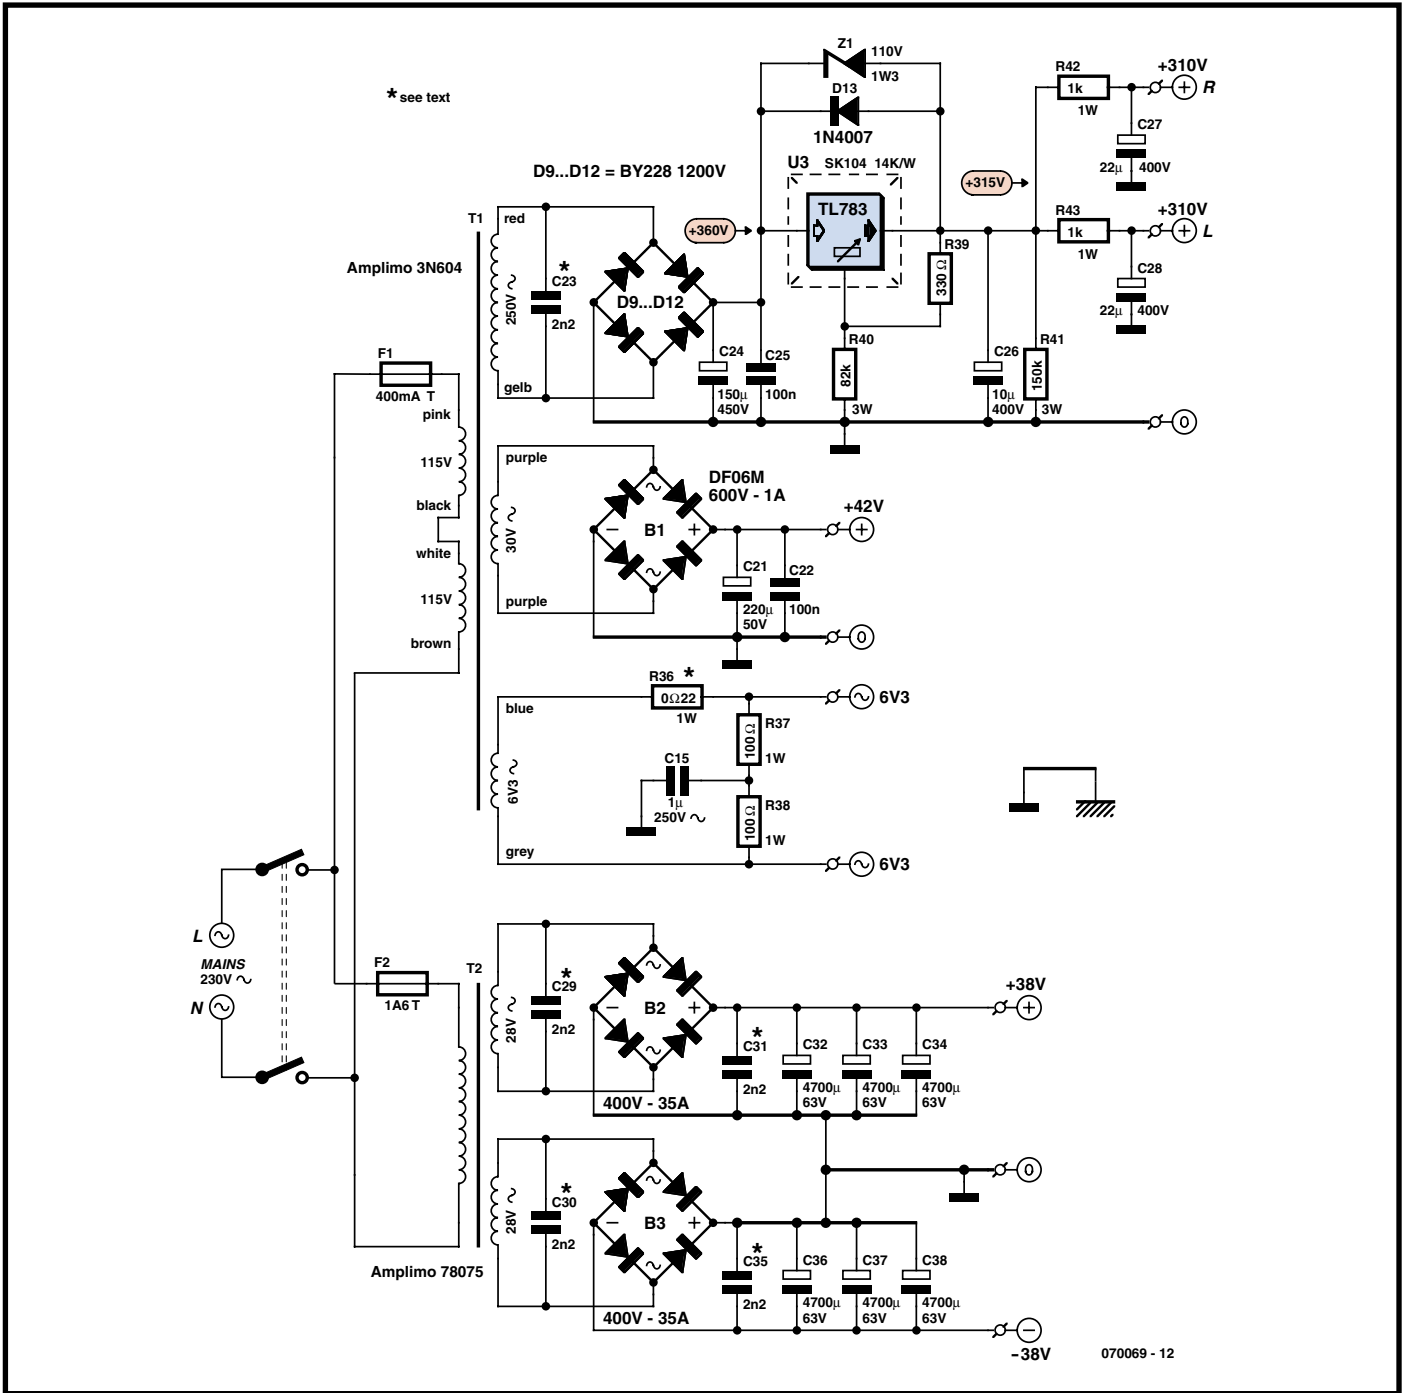 * see text
Z1
110V
1W3
D13
1N4007
U3
SK104 14K/W
TL783
D9...D12 = BY228 1200V
+360V
+315V
R42
1k
1W
+310V
+
R
C27
22µ
400V
R43
1k
1W
+310V
+
L
C28
22µ
400V
R39
330 Ω
T1
red
Amplimo 3N604
250V ~
*
C23
2n2
D9...D12
gelb
C24
150µ
450V
C25
100n
R40
82k
3W
C26
10µ
400V
R41
150k
3W
0
F1
400mA T
pink
115V
black
white
115V
brown
purple
30V ~
purple
DF06M
600V - 1A
~
− B1 +
~
+42V
+
C21
220µ
50V
C22
100n
0
R36 *
0Ω22
1W
~ 6V3
blue
6V3 ~
R37
100 Ω
1W
C15
1µ
250V ~
R38
100 Ω
1W
grey
~ 6V3
L ~
MAINS
230V ~
N ~
F2
1A6 T
T2
28V ~
*
C29
2n2
~
− B2 +
~
400V - 35A
*
C31
2n2
C32
4700µ
63V
C33
4700µ
63V
C34
4700µ
63V
+38V
+
0
28V ~
*
C30
2n2
~
− B3 +
~
400V - 35A
*
C35
2n2
C36
4700µ
63V
C37
4700µ
63V
C38
4700µ
63V
−
−38V
Amplimo 78075
070069 - 12